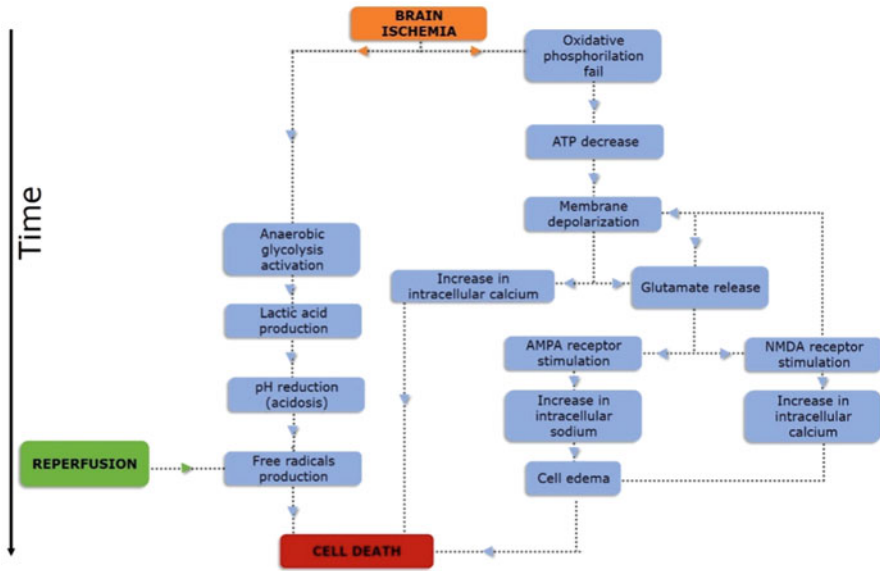 BRAIN
ISCHEMIA
Oxidative
phosphorilation
fail
ATP decrease
Time
Membrane
depolarization
Anaerobic
glycolysis
activation
Increase in
intracellular calcium
Glutamate release
Lactic acid
production
AMPA receptor
stimulation
NMDA receptor
stimulation
pH reduction
(acidosis)
Increase in
intracellular
sodium
Increase in
intracellular
calcium
REPERFUSION
Free radicals
production
Cell edema
CELL DEATH